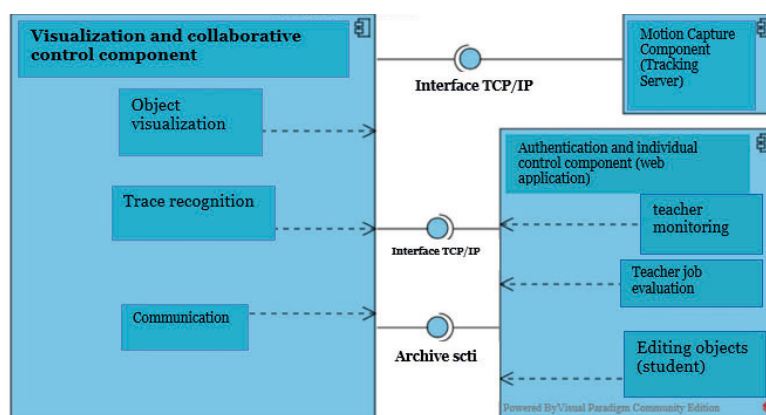 Visualization and collaborative
control component
Object
visualization
Trace recognition
Communication
Interface TCP/IP
Interface TCP/IP
Archive scti
Motion Capture
Component
(Tracking
Server)
Authentication and individual
control component (web
application)
teacher
monitoring
Teacher job
evaluation
Editing objects
(student)
Powered ByVisual Paradigm Community Edition